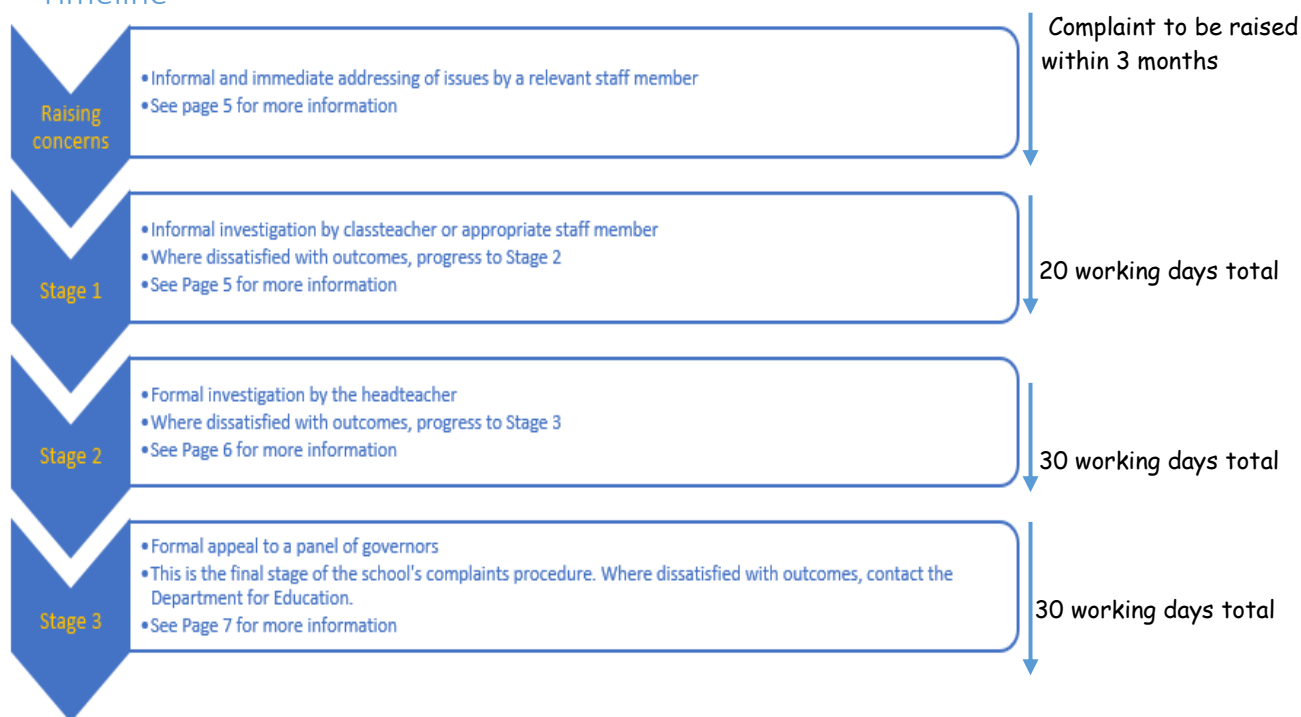 Timeline
Complaint to be raised
within 3 months
Raising
concerns
•Informal and immediate addressing of issues by a relevant staff member
•See page 5 for more information
Stage 1
•Informal investigation by classteacher or appropriate staff member
•Where dissatisfied with outcomes, progress to Stage 2
•See Page 5 for more information
20 working days total
Stage 2
•Formal investigation by the headteacher
•Where dissatisfied with outcomes, progress to Stage 3
•See Page 6 for more information
30 working days total
Stage 3
•Formal appeal to a panel of governors
•This is the final stage of the school's complaints procedure. Where dissatisfied with outcomes, contact the
Department for Education.
•See Page 7 for more information
30 working days total